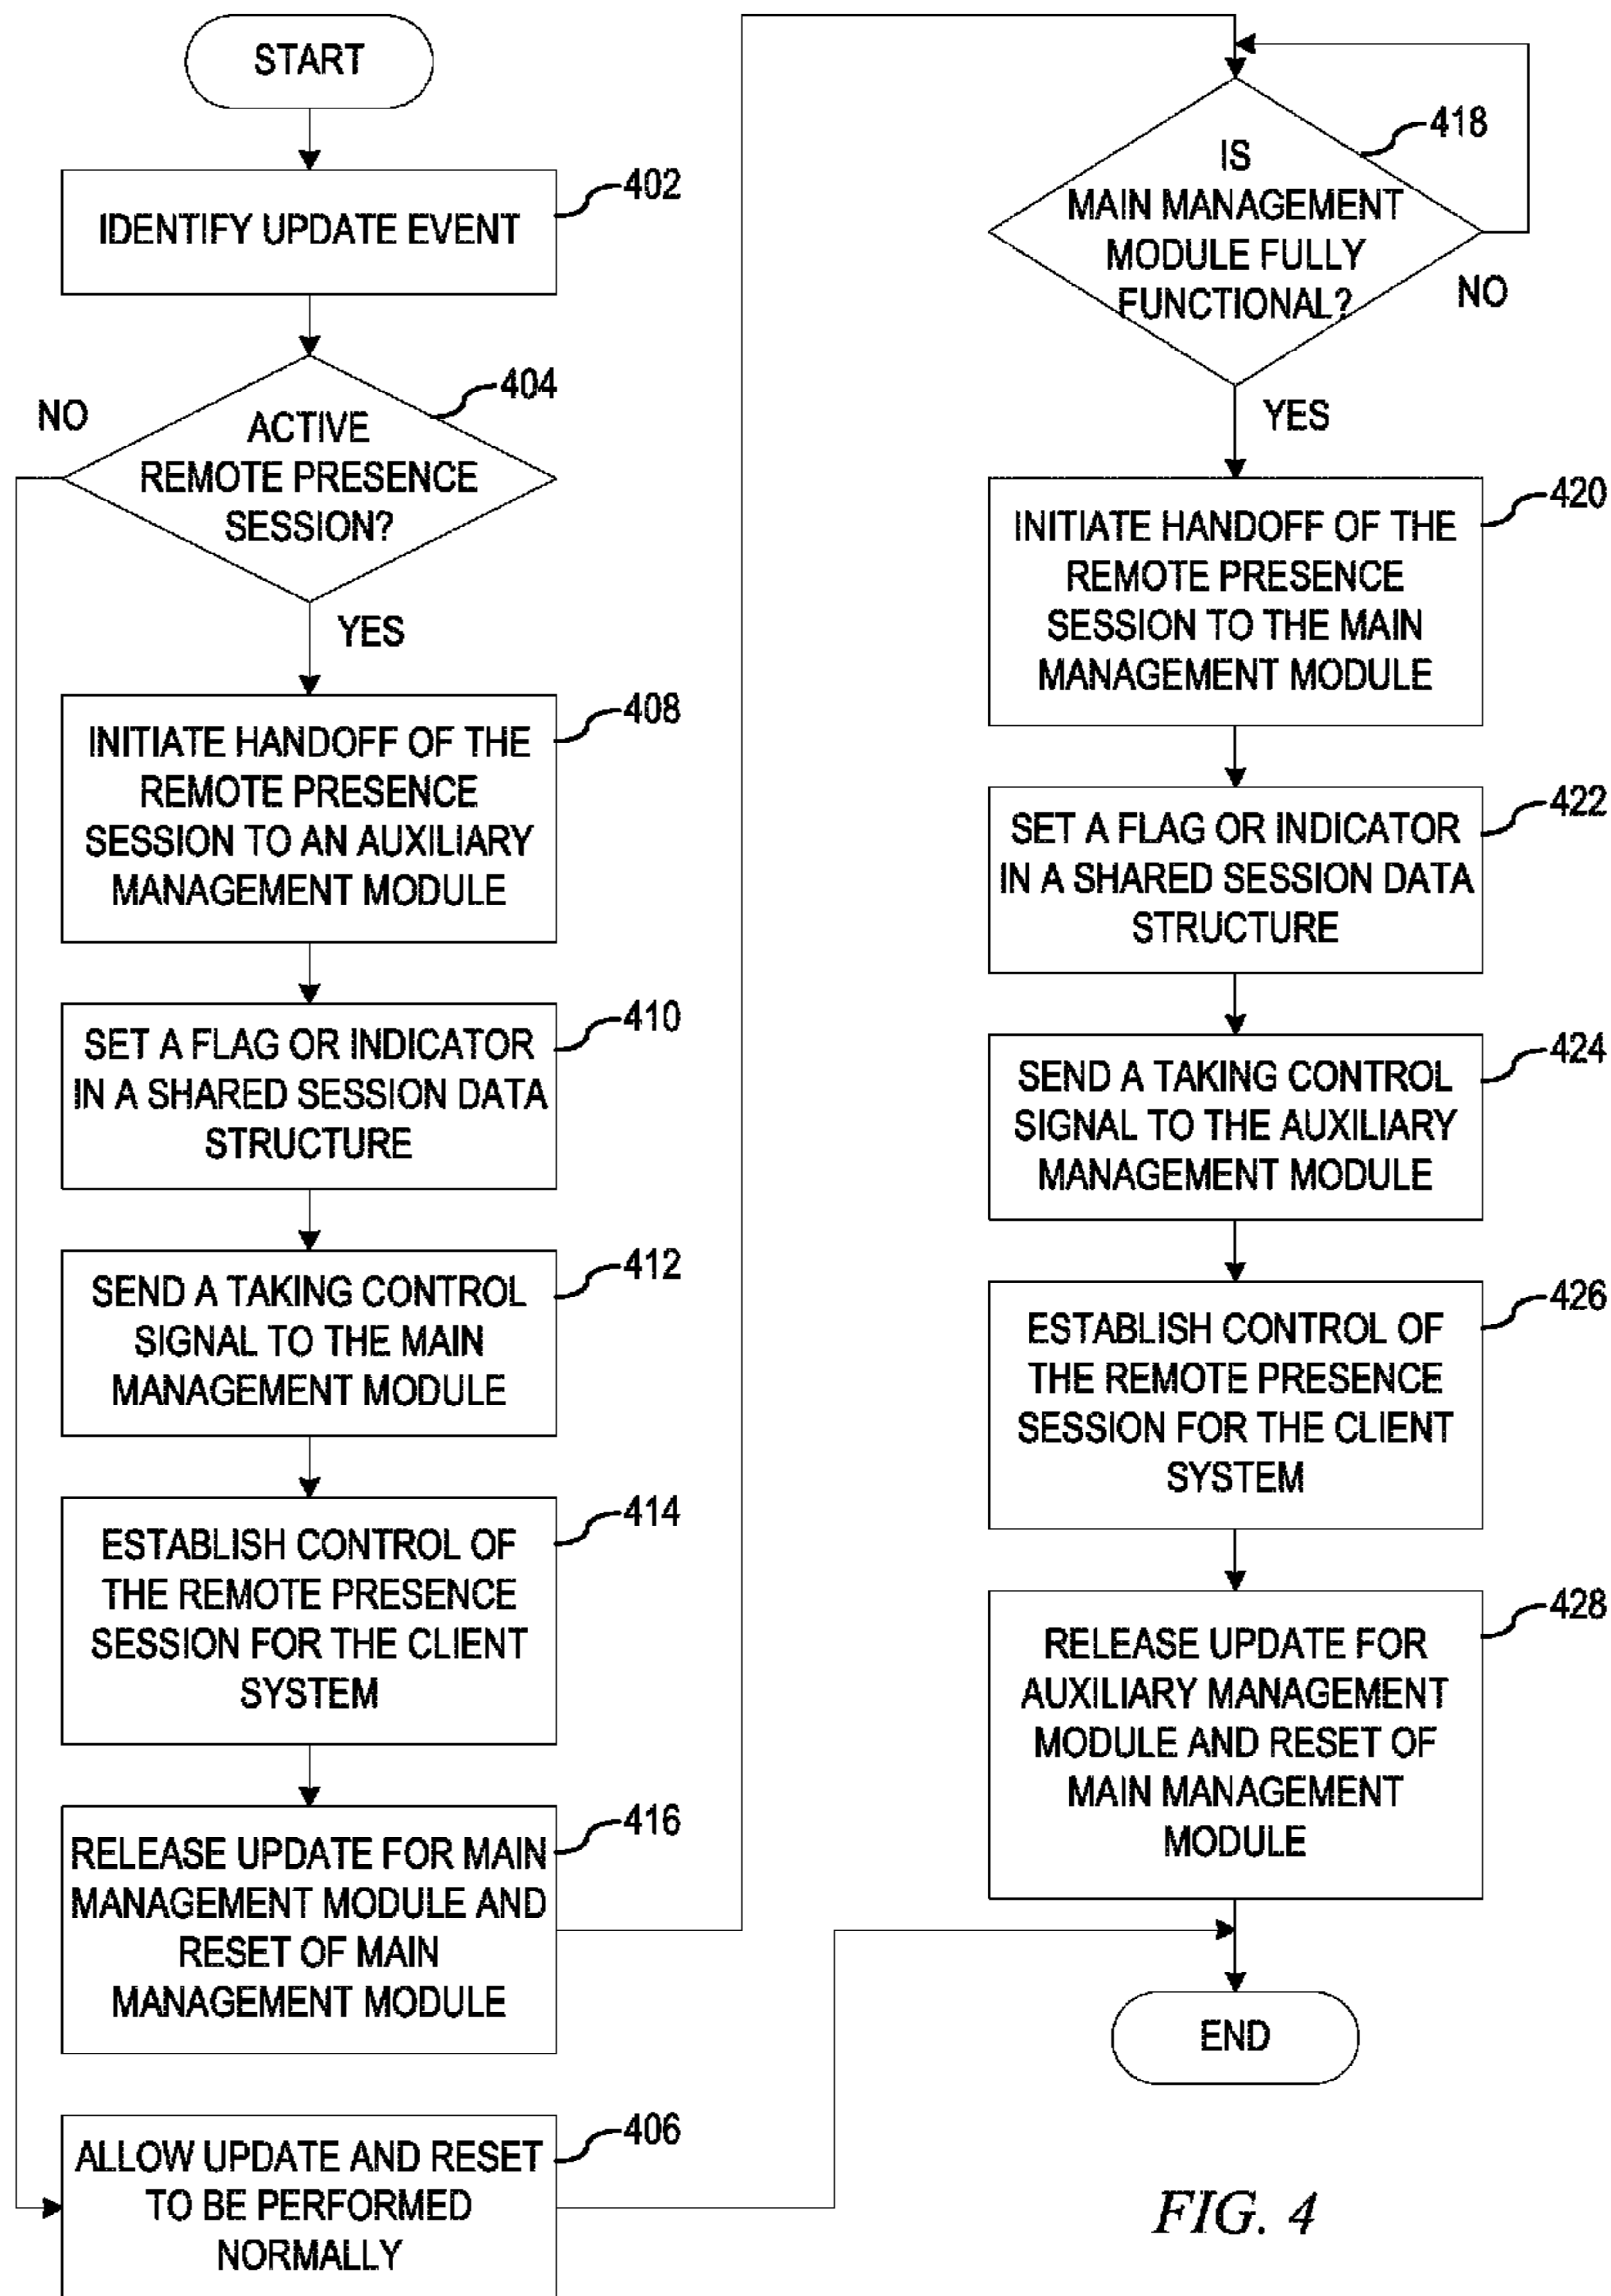 START
402
IDENTIFY UPDATE EVENT
404
NO
ACTIVE
REMOTE PRESENCE
SESSION?
YES
408
INITIATE HANDOFF OF THE
REMOTE PRESENCE
SESSION TO AN AUXILIARY
MANAGEMENT MODULE
410
SET A FLAG OR INDICATOR
IN A SHARED SESSION DATA
STRUCTURE
412
SEND A TAKING CONTROL
SIGNAL TO THE MAIN
MANAGEMENT MODULE
414
ESTABLISH CONTROL OF
THE REMOTE PRESENCE
SESSION FOR THE CLIENT
SYSTEM
416
RELEASE UPDATE FOR MAIN
MANAGEMENT MODULE AND
RESET OF MAIN
MANAGEMENT MODULE
406
ALLOW UPDATE AND RESET
TO BE PERFORMED
NORMALLY
418
IS
MAIN MANAGEMENT
MODULE FULLY
FUNCTIONAL?
NO
YES
420
INITIATE HANDOFF OF THE
REMOTE PRESENCE
SESSION TO THE MAIN
MANAGEMENT MODULE
422
SET A FLAG OR INDICATOR
IN A SHARED SESSION DATA
STRUCTURE
424
SEND A TAKING CONTROL
SIGNAL TO THE AUXILIARY
MANAGEMENT MODULE
426
ESTABLISH CONTROL OF
THE REMOTE PRESENCE
SESSION FOR THE CLIENT
SYSTEM
428
RELEASE UPDATE FOR
AUXILIARY MANAGEMENT
MODULE AND RESET OF
MAIN MANAGEMENT
MODULE
END
FIG. 4